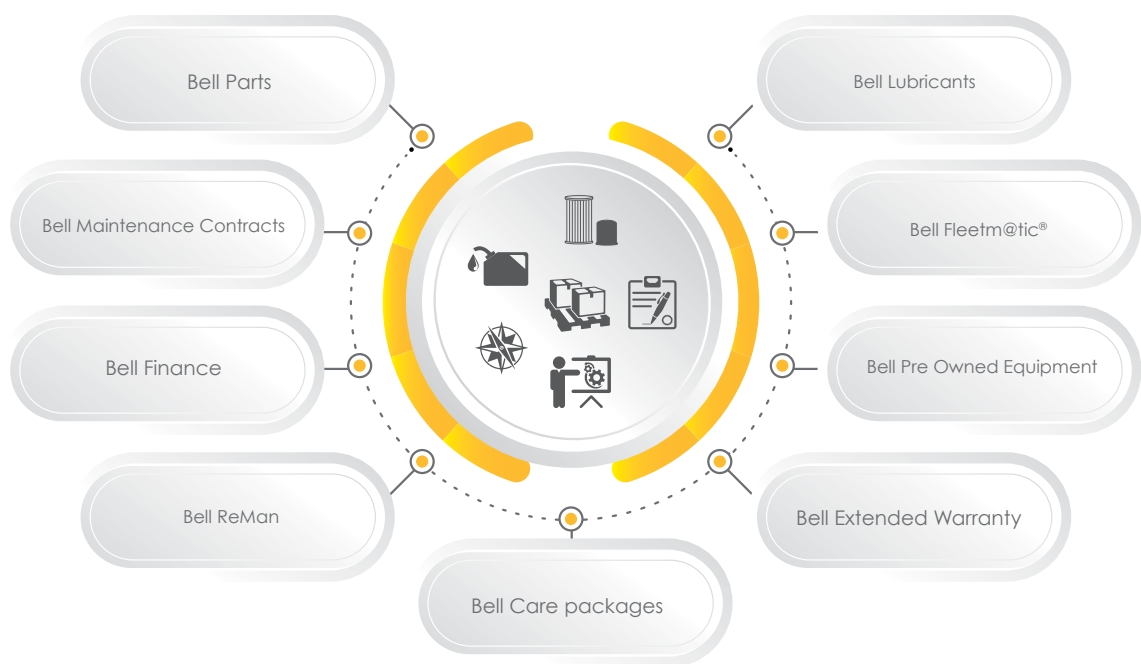 Bell Parts
Bell Lubricants
Bell Maintenance Contracts
Bell Fleetm@tic®
Bell Finance
Bell Pre Owned Equipment
Bell ReMan
Bell Extended Warranty
Bell Care packages